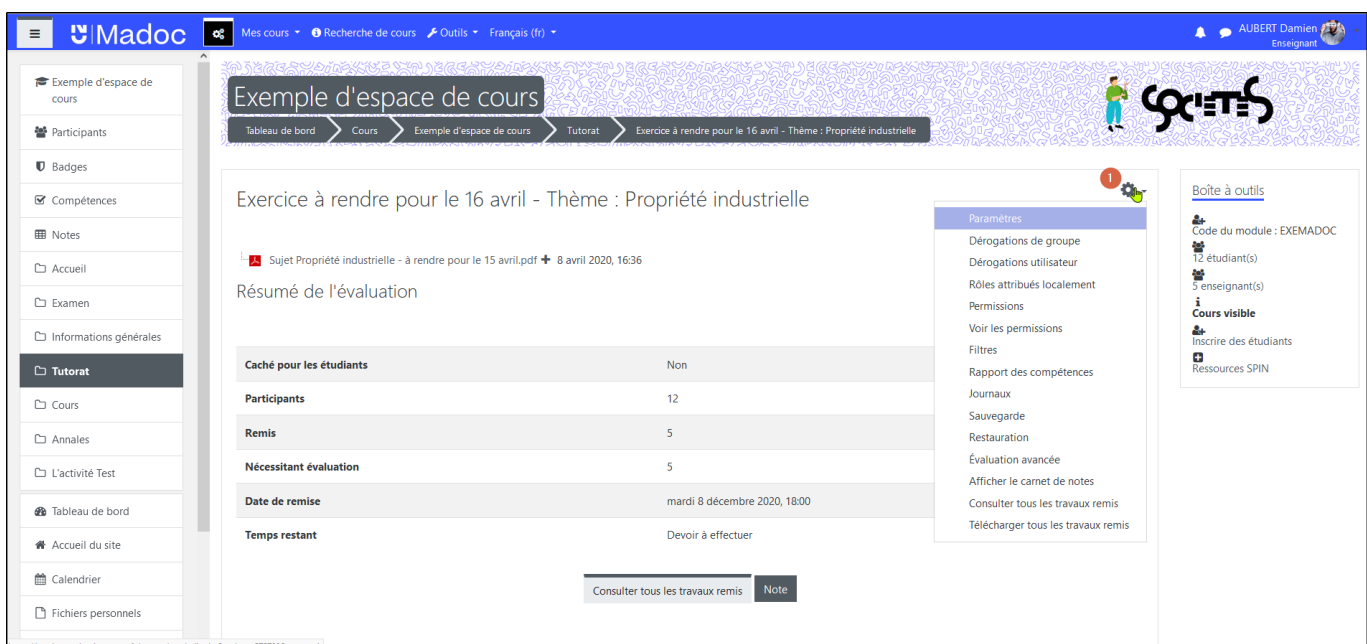 Madoc
Mes cours
Recherche de cours
Outils
Français (fr)
AUBERT Damien
Enseignant
Exemple d'espace de
cours
Participants
Badges
Compétences
Notes
Accueil
Examen
Informations générales
Tutorat
Cours
Annales
L'activité Test
Tableau de bord
Accueil du site
Calendrier
Fichiers personnels
Exemple d'espace de cours
Tableau de bord
Cours
Exemple d'espace de cours
Tutorat
Exercice à rendre pour le 16 avril - Thème : Propriété industrielle
SOCIETES
Exercice à rendre pour le 16 avril - Thème : Propriété industrielle
1
Sujet Propriété industrielle - à rendre pour le 15 avril.pdf
8 avril 2020, 16:36
Résumé de l'évaluation
Caché pour les étudiants Non
Participants 12
Remis 5
Nécessitant évaluation 5
Date de remise mardi 8 décembre 2020, 18:00
Temps restant Devoir à effectuer
Consulter tous les travaux remis
Note
Paramètres
Dérogations de groupe
Dérogations utilisateur
Rôles attribués localement
Permissions
Voir les permissions
Filtres
Rapport des compétences
Journaux
Sauvegarde
Restauration
Évaluation avancée
Afficher le carnet de notes
Consulter tous les travaux remis
Télécharger tous les travaux remis
Boîte à outils
Code du module : EXEMADOC
12 étudiant(s)
5 enseignant(s)
Cours visible
Inscrire des étudiants
Ressources SPIN